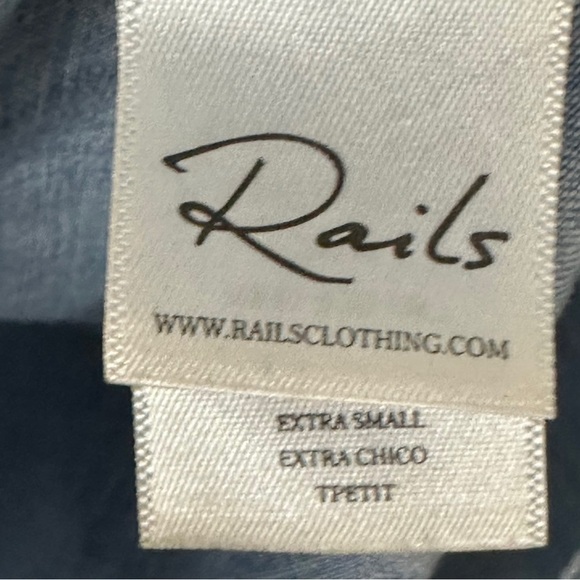 Rails
WWW.RAILSCLOTHING.COM
EXTRA SMALL
EXTRA CHICO
TPETIT